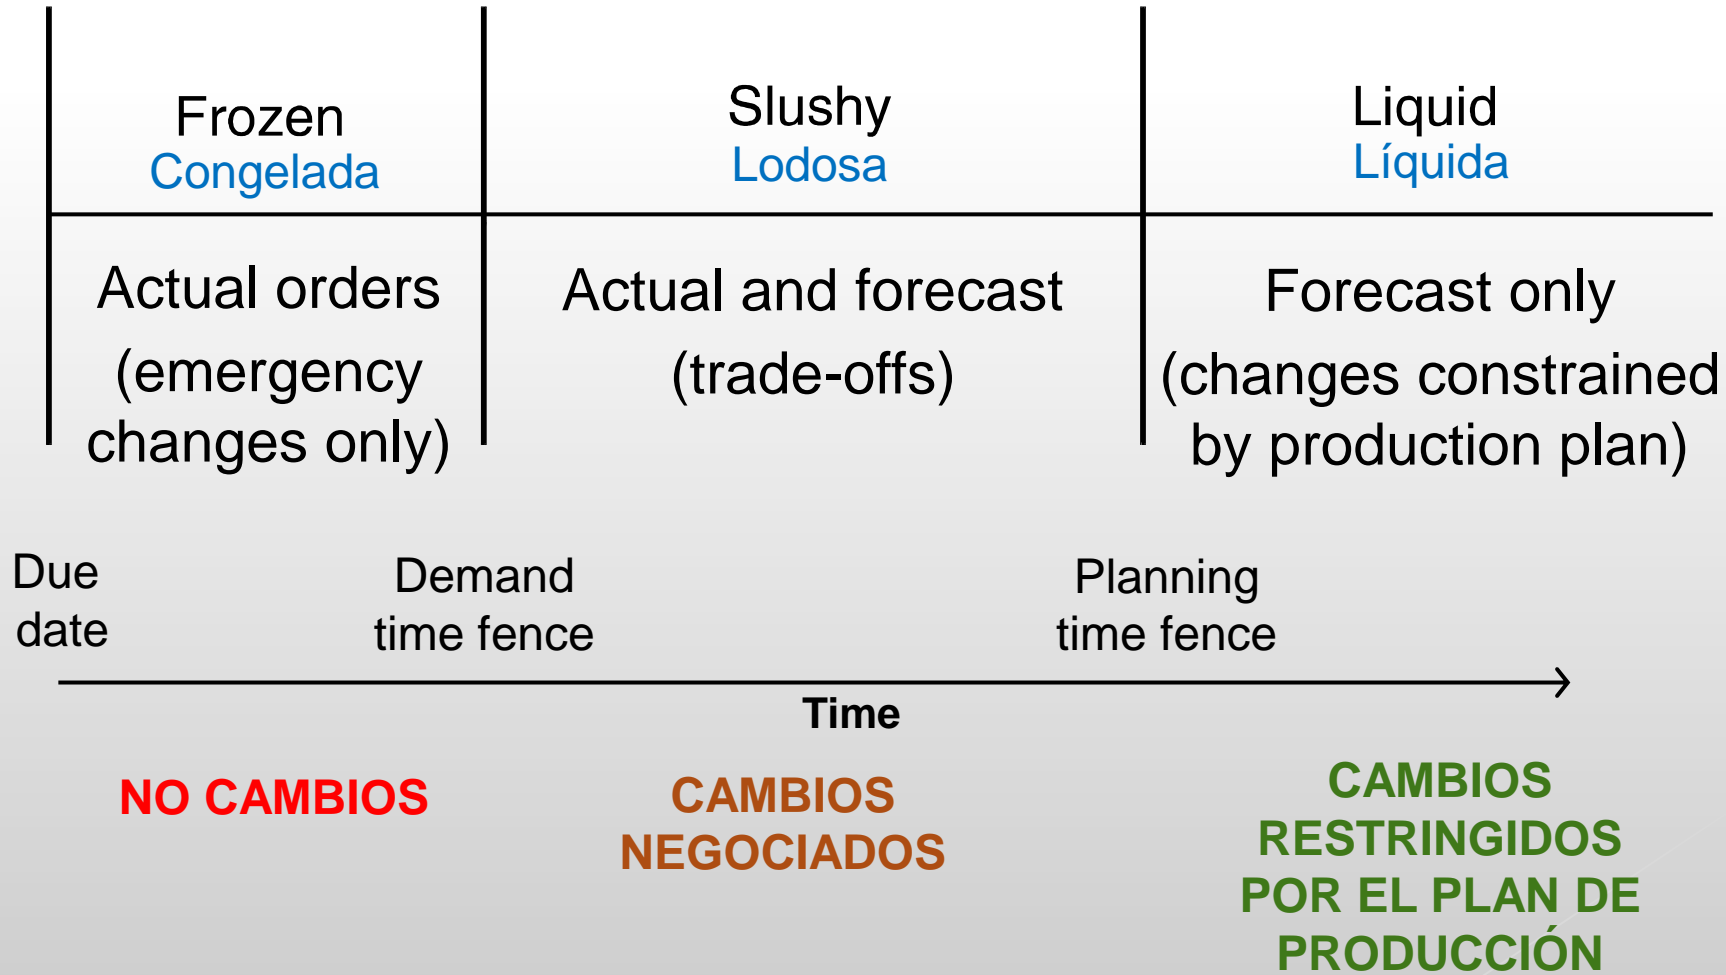 Frozen
Congelada
Slushy
Lodosa
Liquid
Líquida
Actual orders
(emergency
changes only)
Actual and forecast
(trade-offs)
Forecast only
(changes constrained
by production plan)
Due
date
Demand
time fence
Planning
time fence
Time
NO CAMBIOS
CAMBIOS
NEGOCIADOS
CAMBIOS
RESTRINGIDOS
POR EL PLAN DE
PRODUCCIÓN